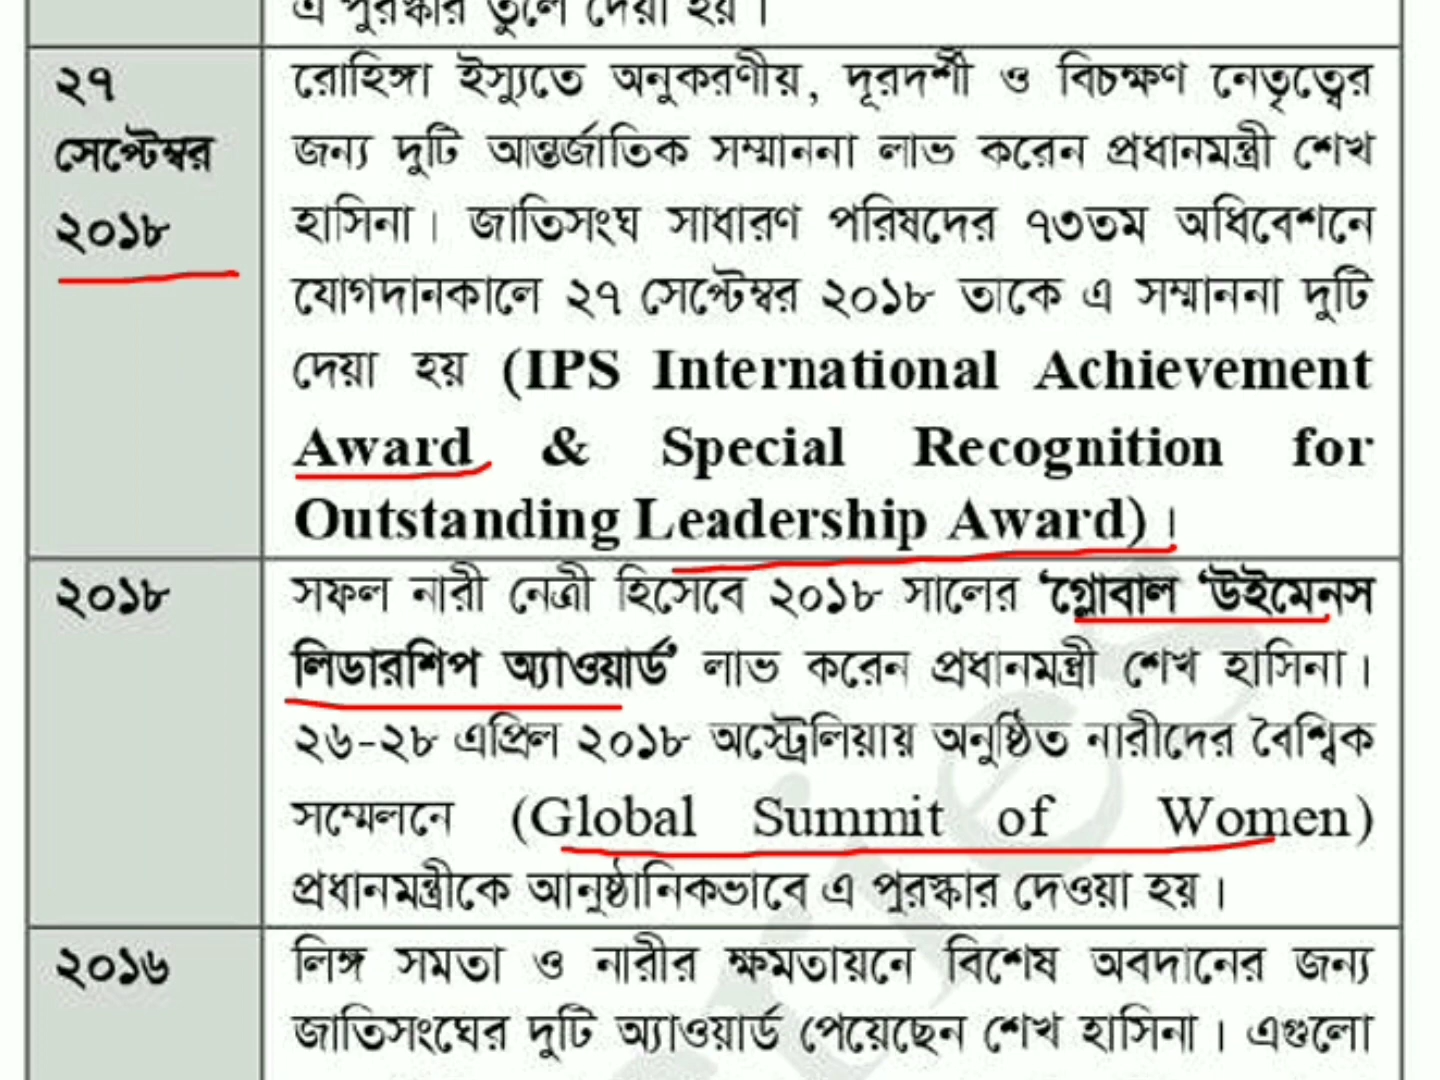 এ পুরস্কার তুলে দেয়া হয়।
২৭
সেপ্টেম্বর
২০১৮
রোহিঙ্গা ইস্যুতে অনুকরণীয়, দূরদর্শী ও বিচক্ষণ নেতৃত্বের
জন্য দুটি আন্তর্জাতিক সম্মাননা লাভ করেন প্রধানমন্ত্রী শেখ
হাসিনা। জাতিসংঘ সাধারণ পরিষদের ৭৩তম অধিবেশনে
যোগদানকালে ২৭ সেপ্টেম্বর ২০১৮ তাকে এ সম্মাননা দুটি
দেয়া হয় (IPS International Achievement
Award & Special Recognition for
Outstanding Leadership Award)।
২০১৮
সফল নারী নেত্রী হিসেবে ২০১৮ সালের ‘গ্লোবাল ‘উইমেনস
লিডারশিপ অ্যাওয়ার্ড’ লাভ করেন প্রধানমন্ত্রী শেখ হাসিনা।
২৬-২৮ এপ্রিল ২০১৮ অস্ট্রেলিয়ায় অনুষ্ঠিত নারীদের বৈশ্বিক
সম্মেলনে (Global Summit of Women)
প্রধানমন্ত্রীকে আনুষ্ঠানিকভাবে এ পুরস্কার দেওয়া হয়।
২০১৬
লিঙ্গ সমতা ও নারীর ক্ষমতায়নে বিশেষ অবদানের জন্য
জাতিসংঘের দুটি অ্যাওয়ার্ড পেয়েছেন শেখ হাসিনা। এগুলো